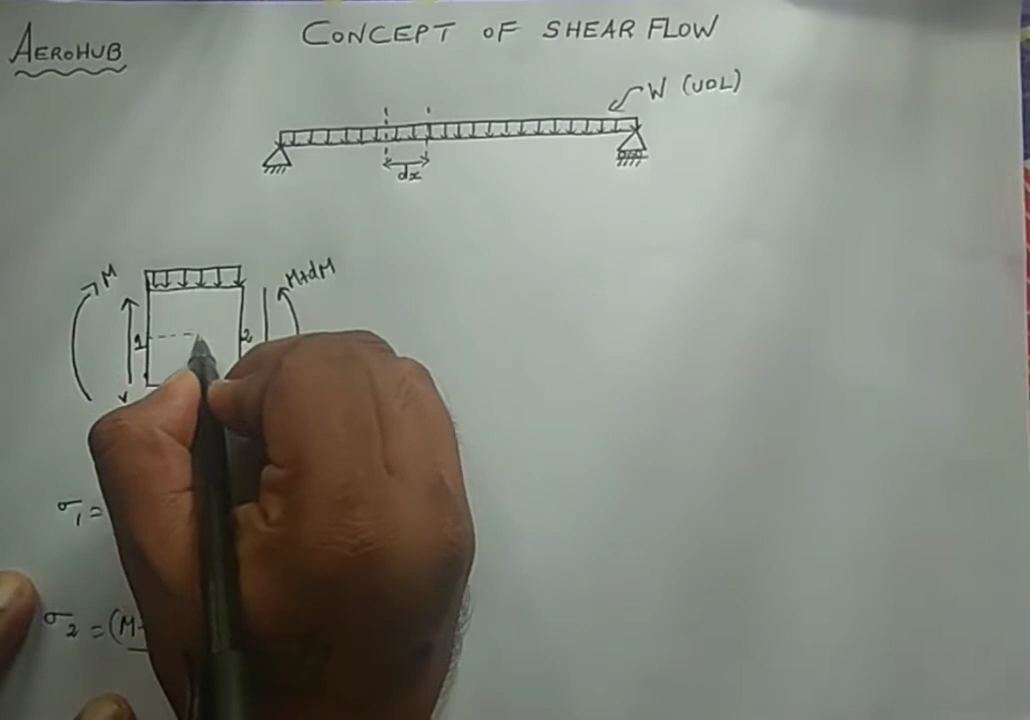 CONCEPT OF SHEAR FLOW
AEROHUB
W (UDL)
dx
M
M+dM
1
2
V
σ₁ =
σ₂ = (M